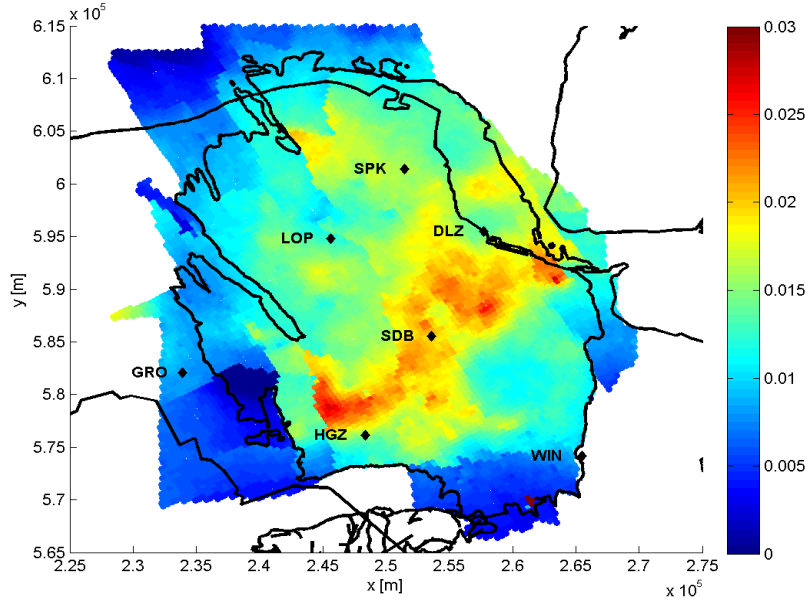 x 10^5
6.15
6.1
6.05
6
5.95
5.9
5.85
5.8
5.75
5.7
5.65
y [m]
SPK
LOP
DLZ
SDB
GRO
HGZ
WIN
2.25
2.3
2.35
2.4
2.45
2.5
2.55
2.6
2.65
2.7
2.75
x [m]
x 10^5
0.03
0.025
0.02
0.015
0.01
0.005
0